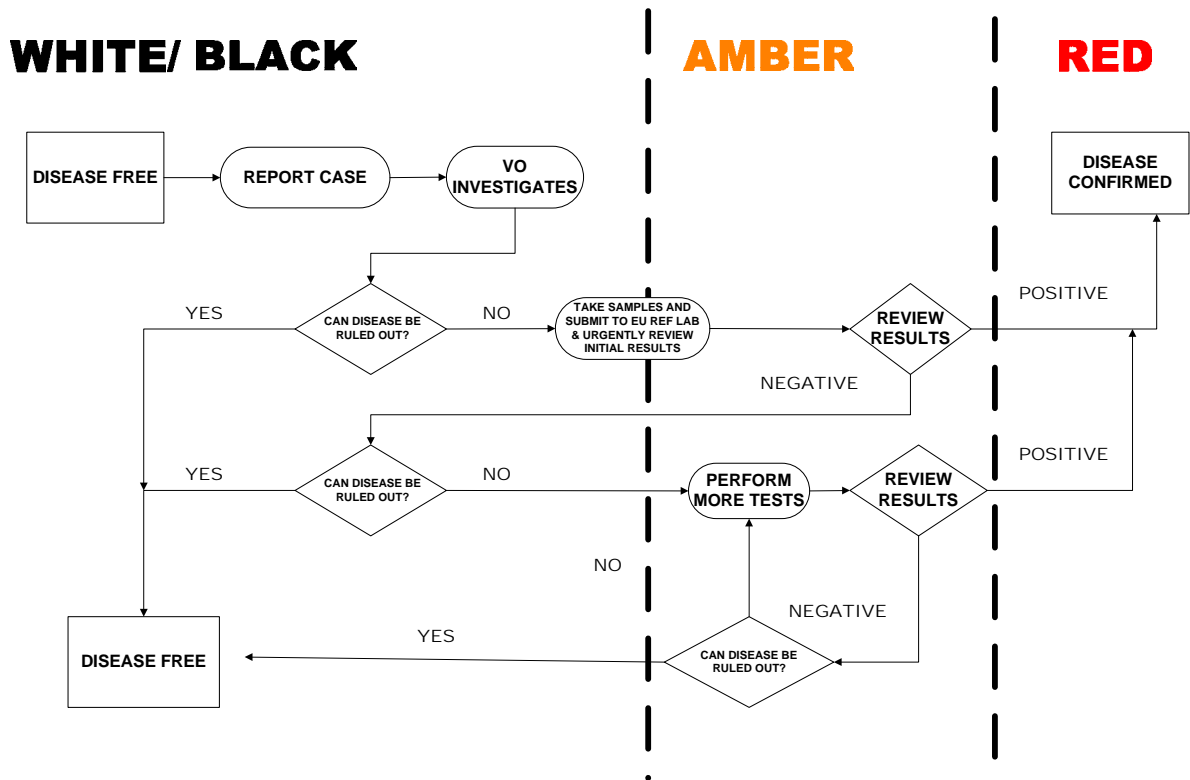 WHITE/ BLACK
AMBER
RED
DISEASE FREE
REPORT CASE
VO
INVESTIGATES
DISEASE
CONFIRMED
YES
CAN DISEASE BE
RULED OUT?
NO
TAKE SAMPLES AND
SUBMIT TO EU REF LAB
& URGENTLY REVIEW
INITIAL RESULTS
REVIEW
RESULTS
POSITIVE
NEGATIVE
YES
CAN DISEASE BE
RULED OUT?
NO
PERFORM
MORE TESTS
REVIEW
RESULTS
POSITIVE
NO
NEGATIVE
DISEASE FREE
YES
CAN DISEASE BE
RULED OUT?